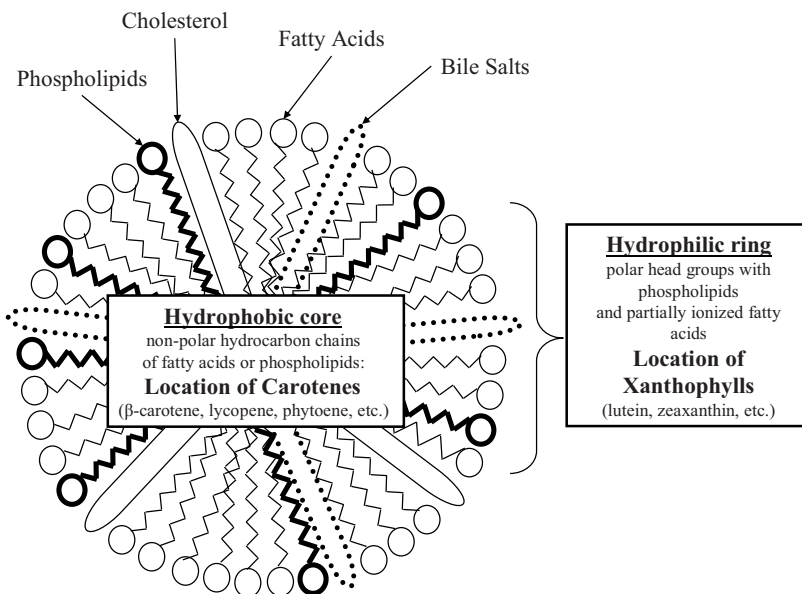 Cholesterol
Fatty Acids
Bile Salts
Phospholipids
Hydrophobic core
non-polar hydrocarbon chains
of fatty acids or phospholipids:
Location of Carotenes
(β-carotene, lycopene, phytoene, etc.)
Hydrophilic ring
polar head groups with
phospholipids
and partially ionized fatty
acids
Location of
Xanthophylls
(lutein, zeaxanthin, etc.)